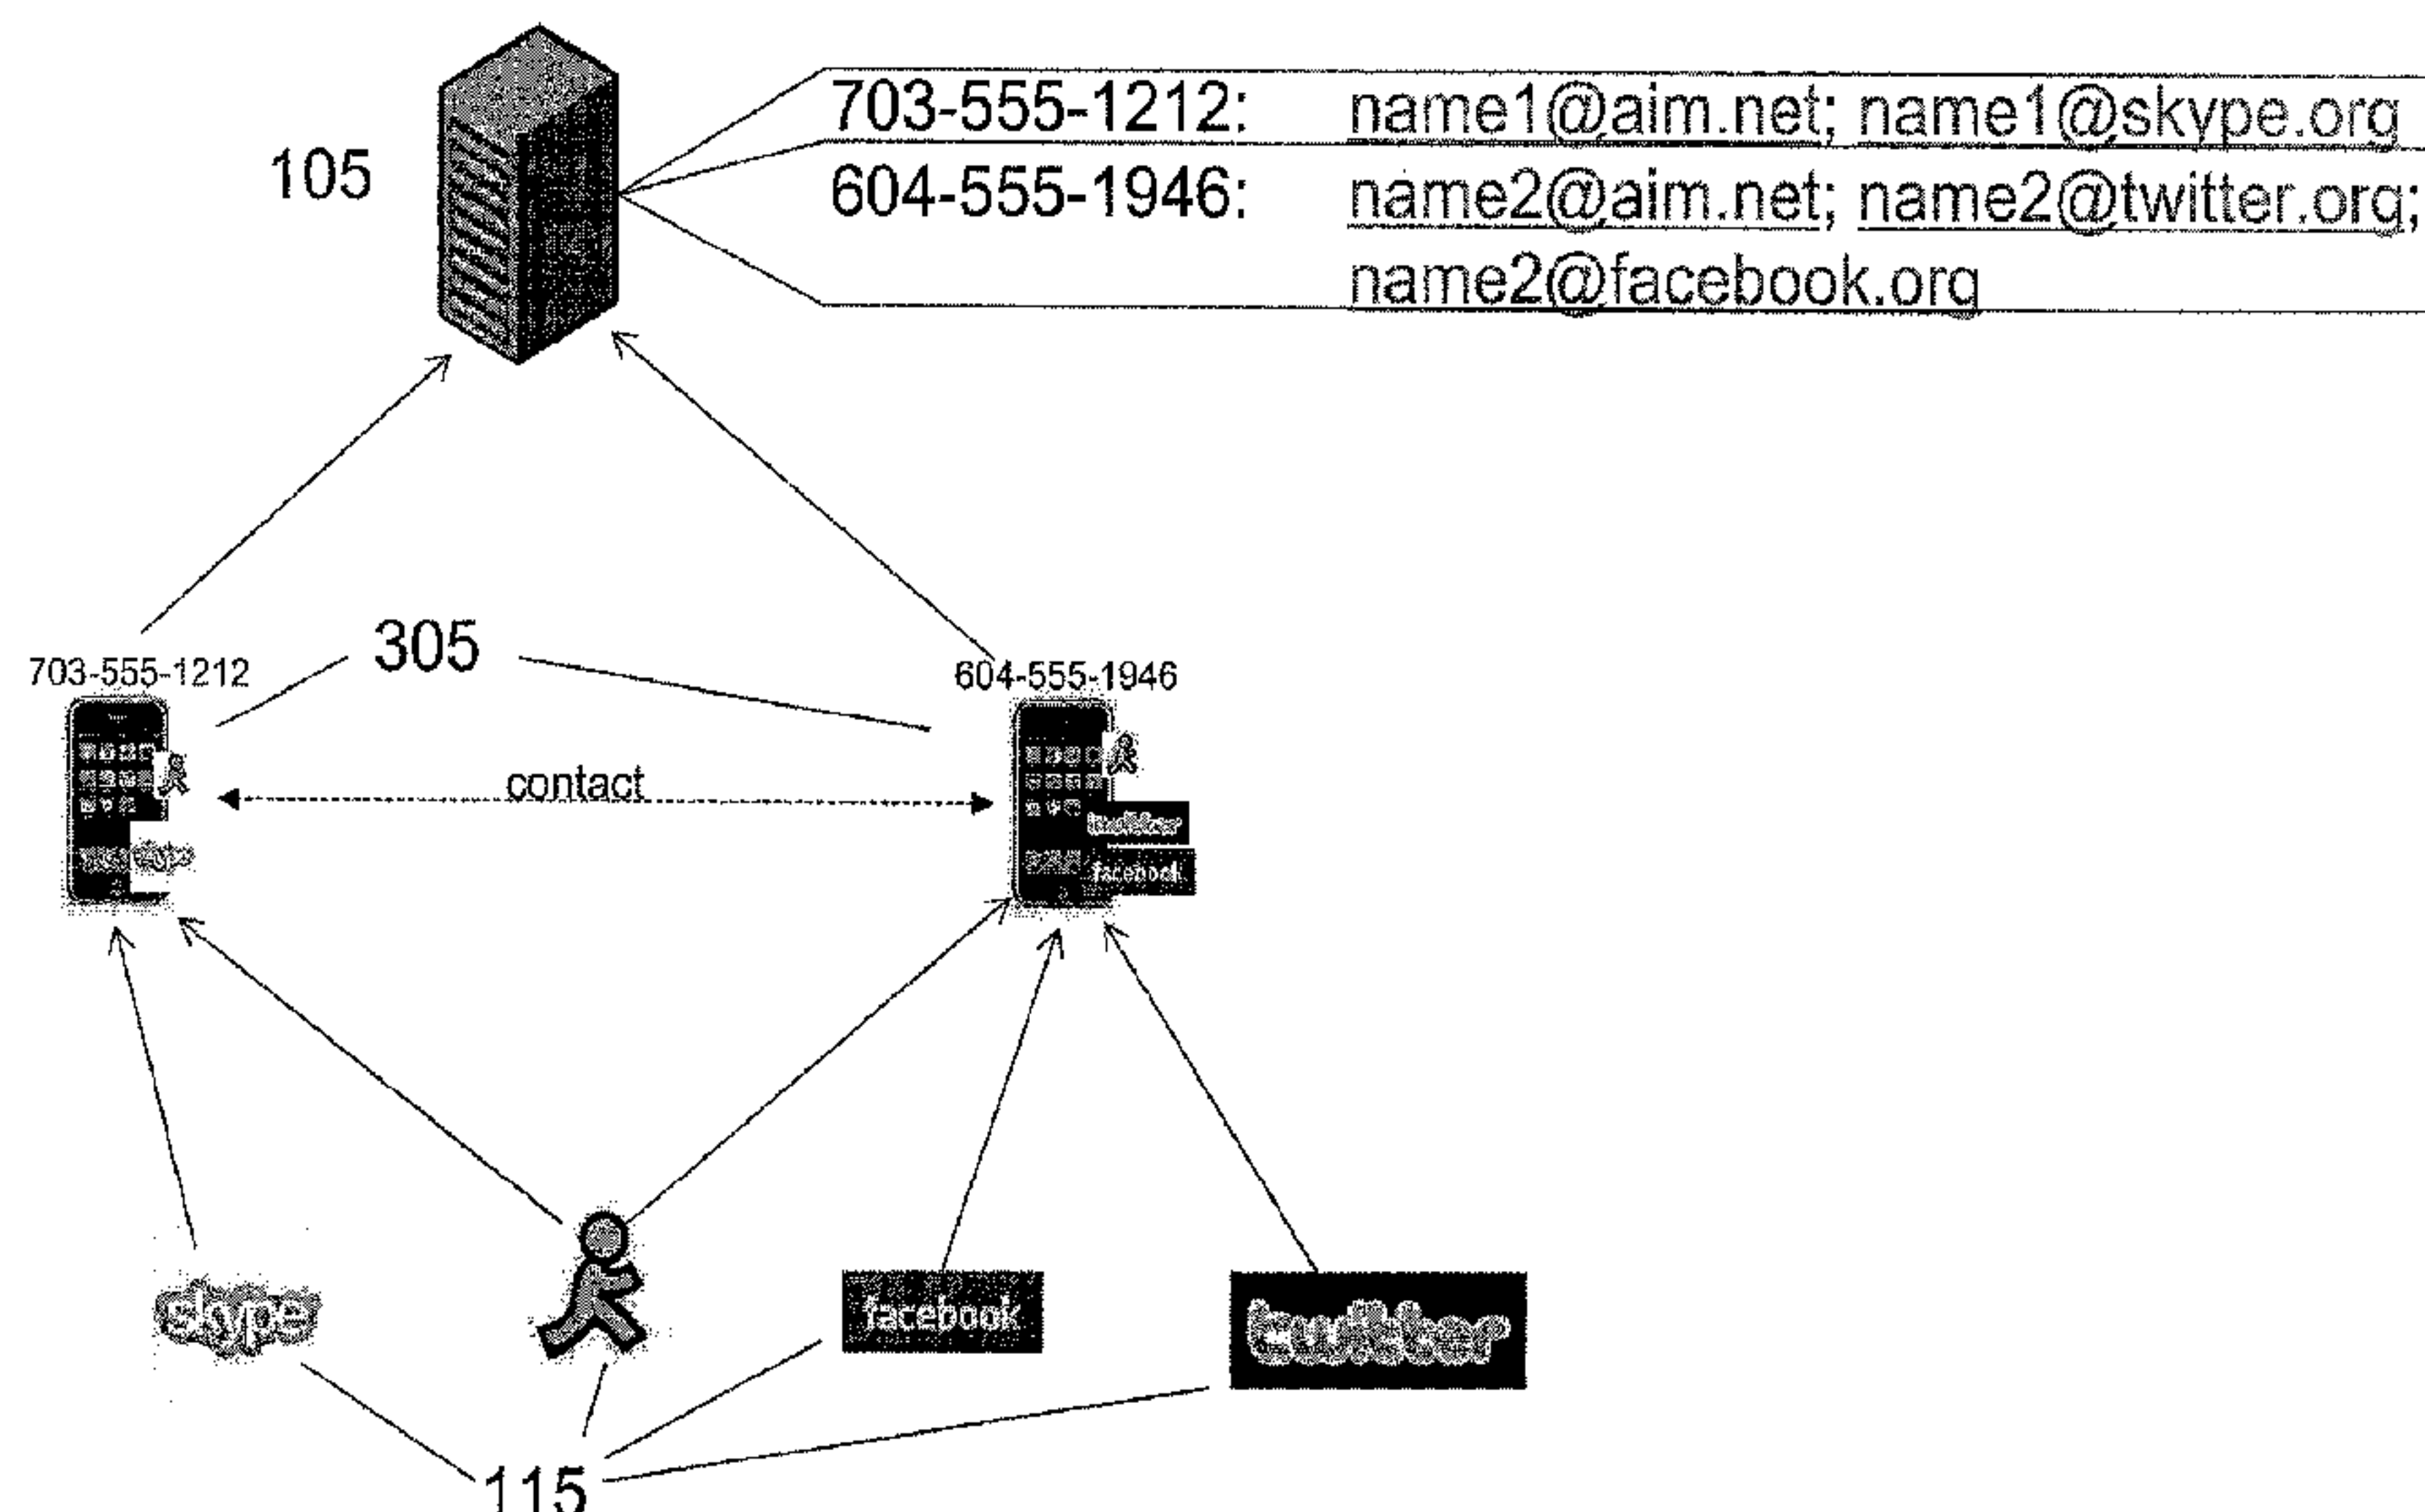 703-555-1212: name1@aim.net; name1@skype.org
105
604-555-1946: name2@aim.net; name2@twitter.org;
name2@facebook.org
305
703-555-1212
604-555-1946
contact
twitter
skype
facebook
skype
facebook
twitter
115